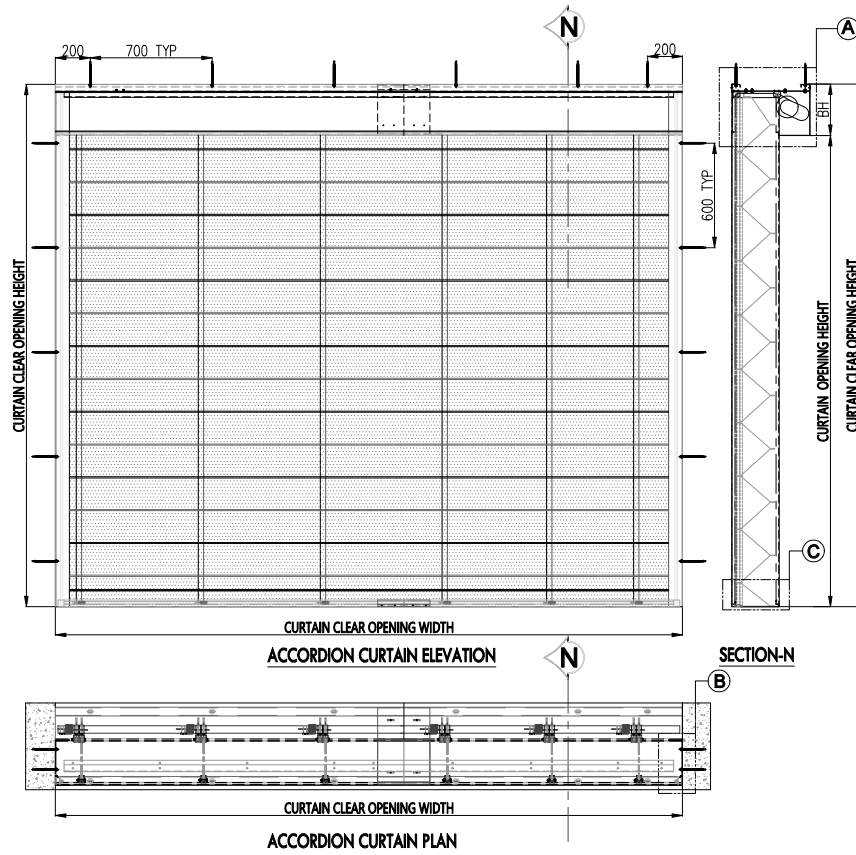 N
A
200
700 TYP
200
BH
600 TYP
CURTAIN CLEAR OPENING HEIGHT
CURTAIN OPENING HEIGHT
CURTAIN CLEAR OPENING HEIGHT
C
CURTAIN CLEAR OPENING WIDTH
ACCORDION CURTAIN ELEVATION
N
SECTION-N
B
CURTAIN CLEAR OPENING WIDTH
ACCORDION CURTAIN PLAN